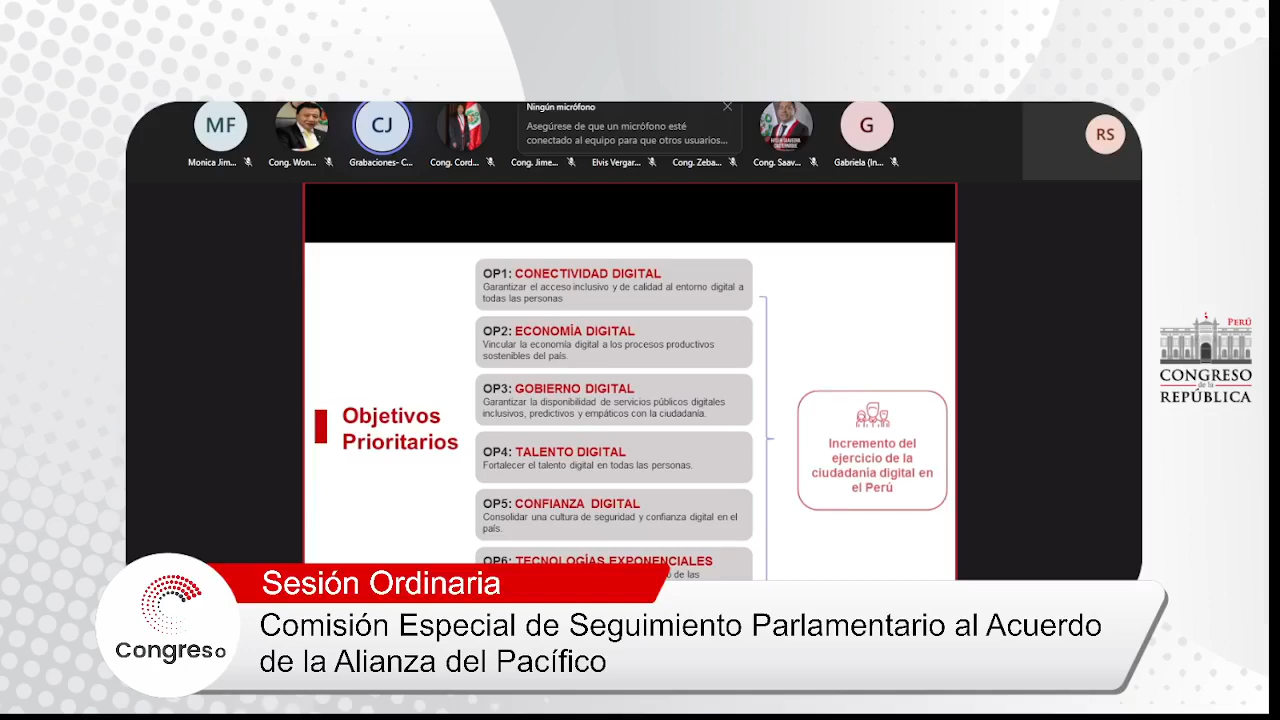 MF
CJ
G
RS
Ningún micrófono
Asegúrese de que un micrófono esté
conectado al equipo para que otros usuarios...
Monica Jim...
Cong. Won...
Grabaciones- C...
Cong. Cord...
Cong. Jime...
Elvis Vergar...
Cong. Zeba...
Cong. Saav...
Gabriela (In...
OP1: CONECTIVIDAD DIGITAL
Garantizar el acceso inclusivo y de calidad al entorno digital a
todas las personas
OP2: ECONOMÍA DIGITAL
Vincular la economía digital a los procesos productivos
sostenibles del país.
OP3: GOBIERNO DIGITAL
Garantizar la disponibilidad de servicios públicos digitales
inclusivos, predictivos y empáticos con la ciudadanía.
Objetivos
Prioritarios
OP4: TALENTO DIGITAL
Fortalecer el talento digital en todas las personas.
OP5: CONFIANZA DIGITAL
Consolidar una cultura de seguridad y confianza digital en el
país.
OP6: TECNOLOGÍAS EXPONENCIALES
de las
Incremento del
ejercicio de la
ciudadanía digital en
el Perú
PERÚ
CONGRESO
de la
REPÚBLICA
Sesión Ordinaria
Comisión Especial de Seguimiento Parlamentario al Acuerdo
de la Alianza del Pacífico
Congreso